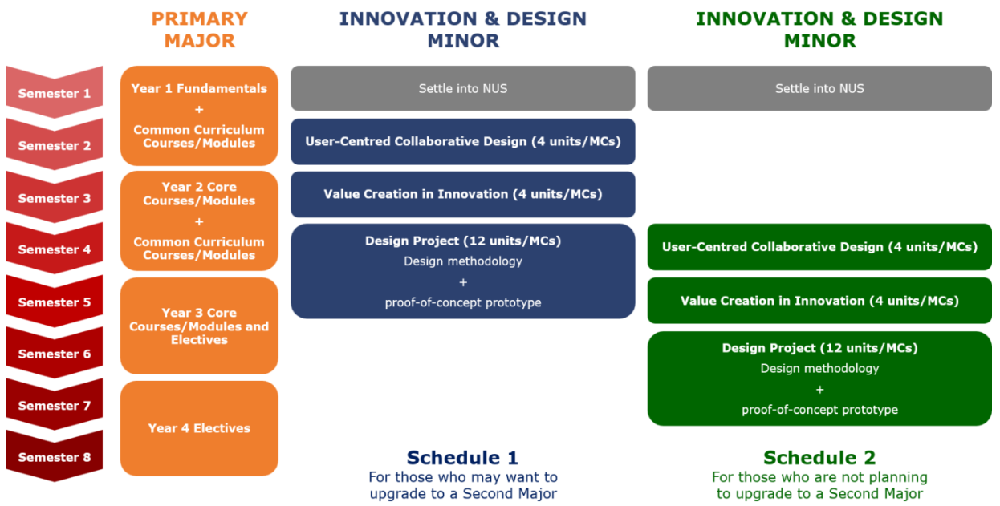 PRIMARY
MAJOR
INNOVATION & DESIGN
MINOR
INNOVATION & DESIGN
MINOR
Semester 1
Semester 2
Semester 3
Semester 4
Semester 5
Semester 6
Semester 7
Semester 8
Year 1 Fundamentals
+
Common Curriculum
Courses/Modules
Year 2 Core
Courses/Modules
+
Common Curriculum
Courses/Modules
Year 3 Core
Courses/Modules and
Electives
Year 4 Electives
Settle into NUS
User-Centred Collaborative Design (4 units/MCs)
Value Creation in Innovation (4 units/MCs)
Design Project (12 units/MCs)
Design methodology
+
proof-of-concept prototype
Schedule 1
For those who may want to
upgrade to a Second Major
Settle into NUS
User-Centred Collaborative Design (4 units/MCs)
Value Creation in Innovation (4 units/MCs)
Design Project (12 units/MCs)
Design methodology
+
proof-of-concept prototype
Schedule 2
For those who are not planning
to upgrade to a Second Major